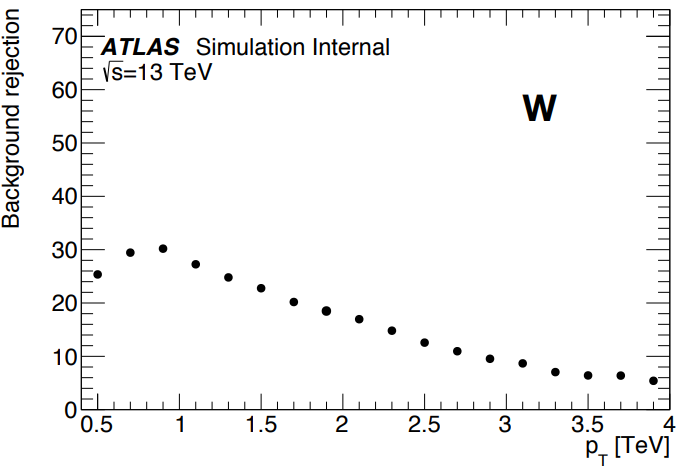 Background rejection
70
60
50
40
30
20
10
0
ATLAS Simulation Internal
√s=13 TeV
W
0.5 1 1.5 2 2.5 3 3.5 4
p_T [TeV]